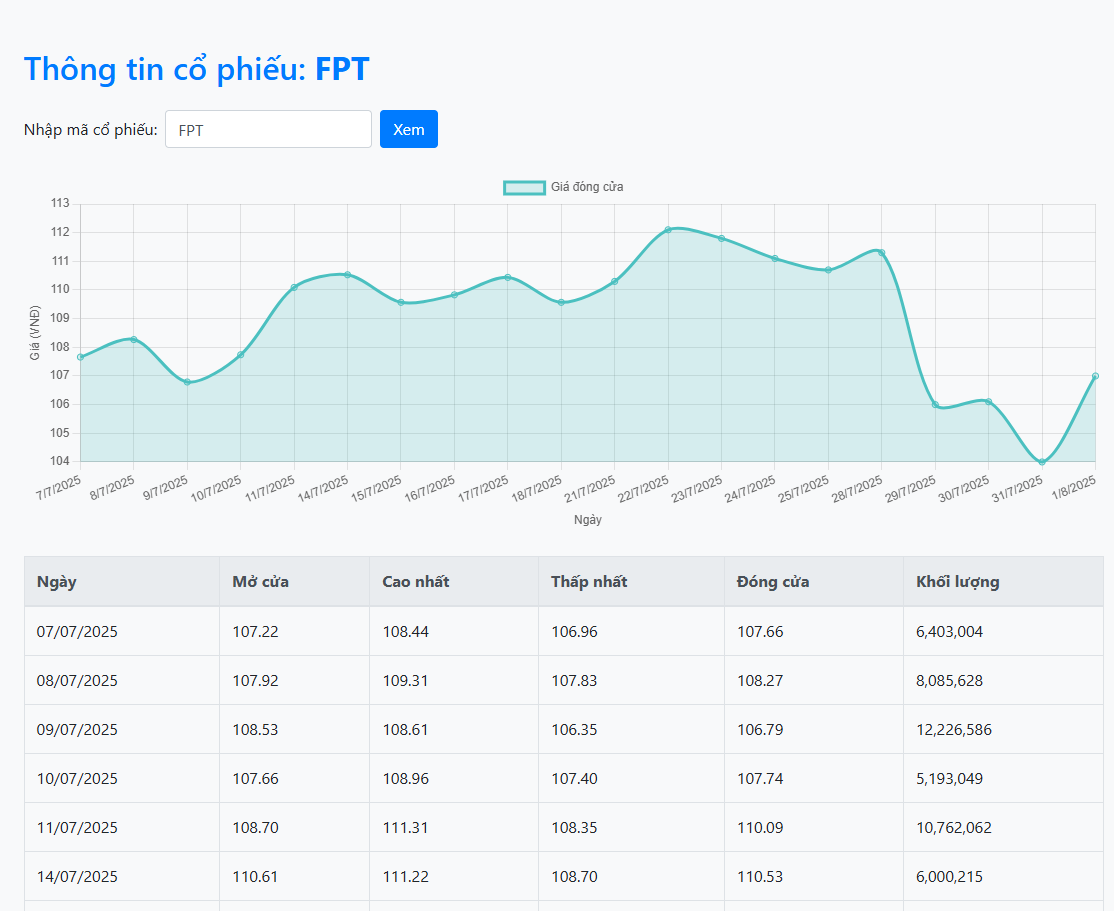 Thông tin cổ phiếu: FPT
Nhập mã cổ phiếu: FPT Xem
Giá đóng cửa
113
112
111
110
109
108
107
106
105
104
Giá (VNĐ)
7/7/2025 8/7/2025 9/7/2025 10/7/2025 11/7/2025 14/7/2025 15/7/2025 16/7/2025 17/7/2025 18/7/2025 21/7/2025 22/7/2025 23/7/2025 24/7/2025 25/7/2025 28/7/2025 29/7/2025 30/7/2025 31/7/2025 1/8/2025
Ngày
Ngày Mở cửa Cao nhất Thấp nhất Đóng cửa Khối lượng
07/07/2025 107.22 108.44 106.96 107.66 6,403,004
08/07/2025 107.92 109.31 107.83 108.27 8,085,628
09/07/2025 108.53 108.61 106.35 106.79 12,226,586
10/07/2025 107.66 108.96 107.40 107.74 5,193,049
11/07/2025 108.70 111.31 108.35 110.09 10,762,062
14/07/2025 110.61 111.22 108.70 110.53 6,000,215